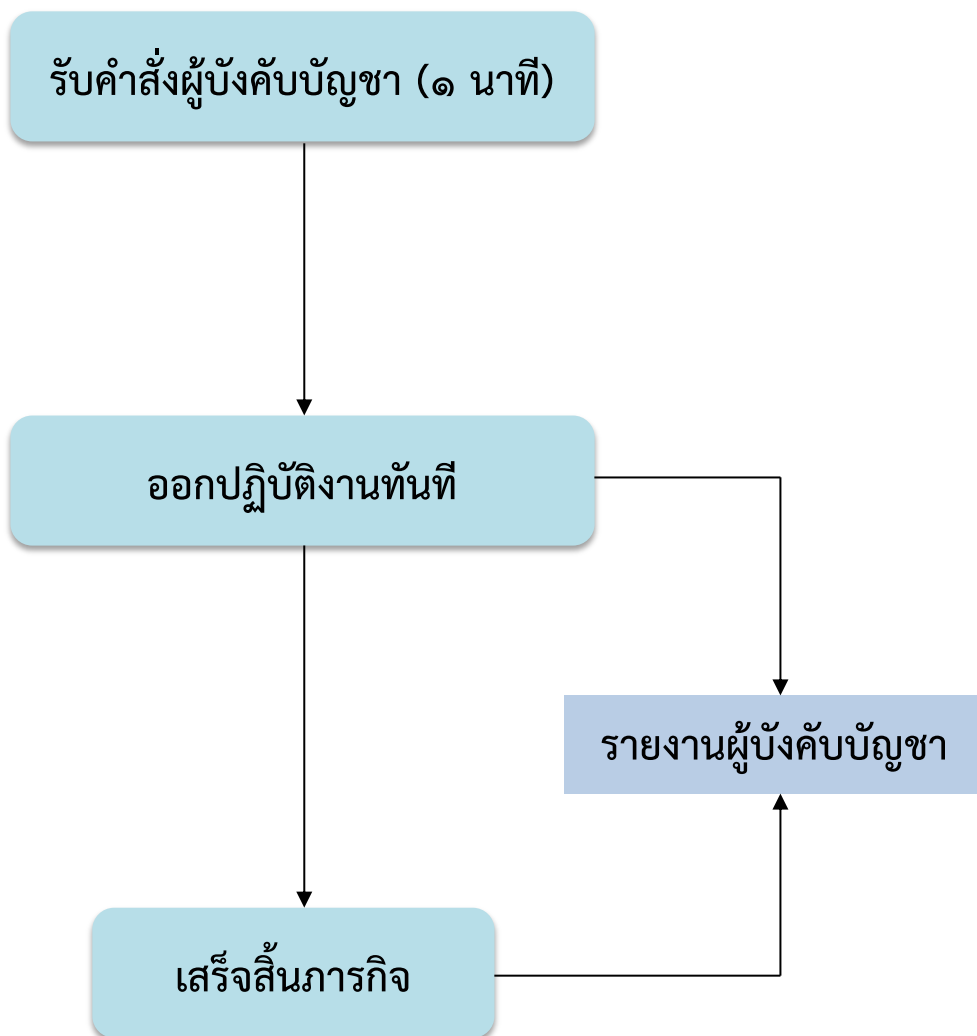 รับคำสั่งผู้บังคับบัญชา (๑ นาที)
ออกปฏิบัติงานทันที
รายงานผู้บังคับบัญชา
เสร็จสิ้นภารกิจ